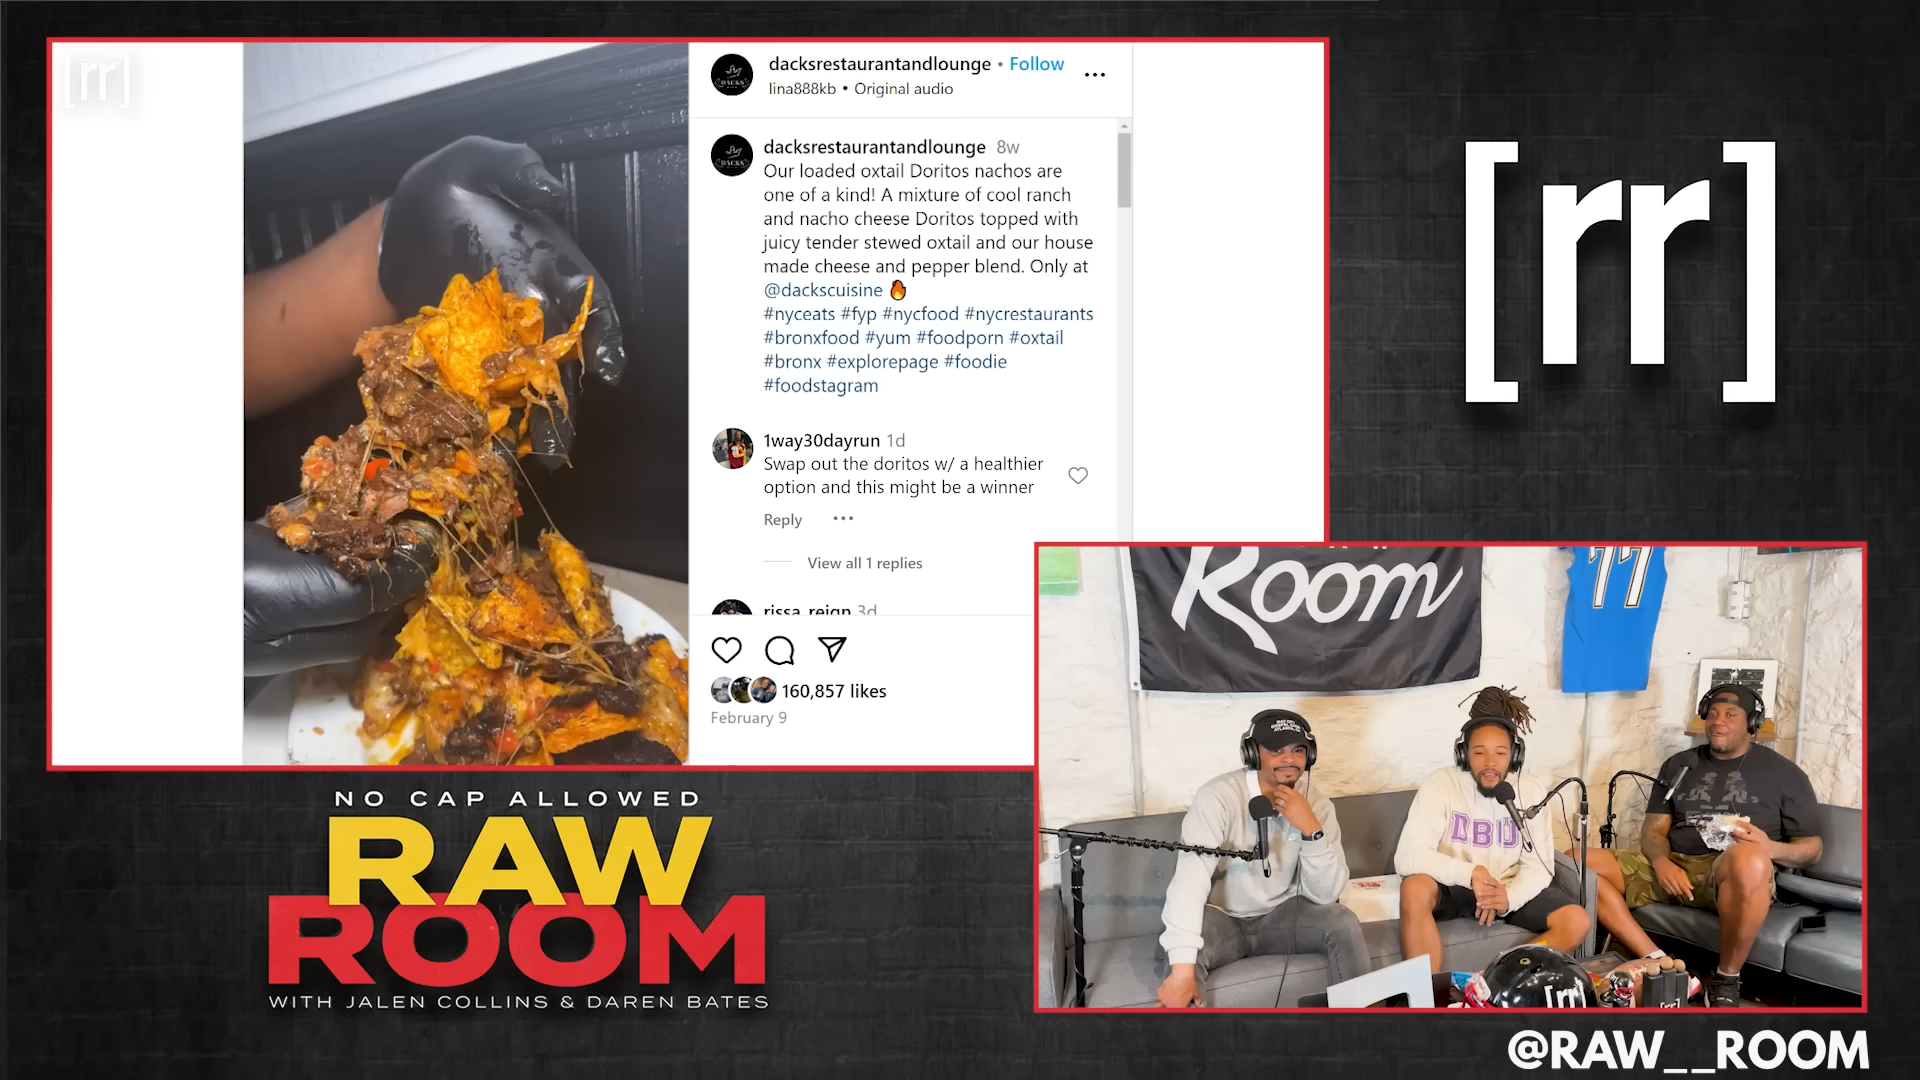 [rr]
dacksrestaurantandlounge • Follow
lina888kb • Original audio
DACKS
dacksrestaurantandlounge 8w
Our loaded oxtail Doritos nachos are
one of a kind! A mixture of cool ranch
and nacho cheese Doritos topped with
juicy tender stewed oxtail and our house
made cheese and pepper blend. Only at
@dackscuisine 🔥
#nyceats #fyp #nycfood #nycrestaurants
#bronxfood #yum #foodporn #oxtail
#bronx #explorepage #foodie
#foodstagram
1way30dayrun 1d
Swap out the doritos w/ a healthier
option and this might be a winner
Reply
View all 1 replies
rissa_reign 3d
160,857 likes
February 9
[rr]
Room
77
DBU
[rr]
NO CAP ALLOWED
RAW
ROOM
WITH JALEN COLLINS & DAREN BATES
@RAW__ROOM